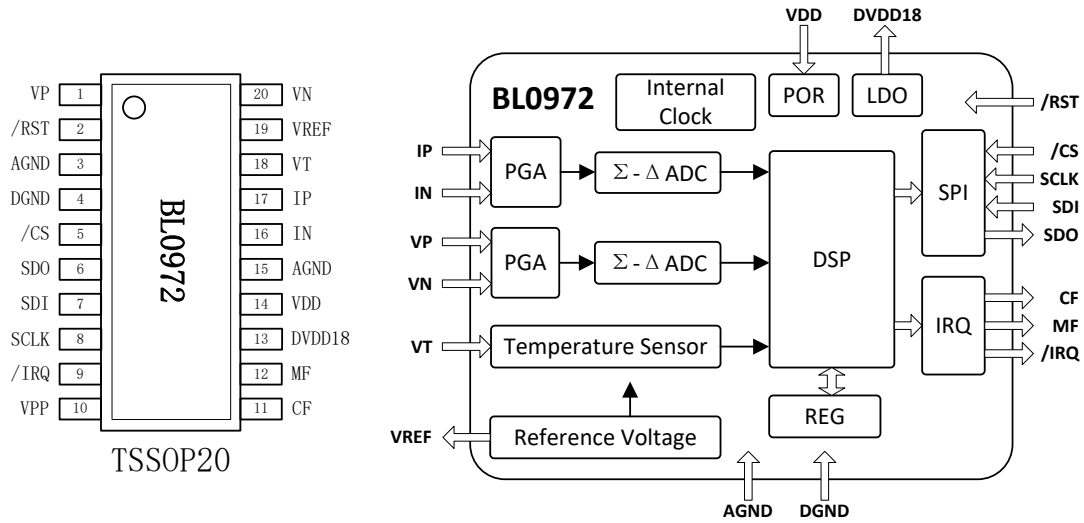 VP 1 20 VN
/RST 2 19 VREF
AGND 3 18 VT
DGND 4 17 IP
/CS 5 16 IN
SDO 6 15 AGND
SDI 7 14 VDD
SCLK 8 13 DVDD18
/IRQ 9 12 MF
VPP 10 11 CF
BL0972
TSSOP20
VDD DVDD18
BL0972
Internal
Clock
POR
LDO
/RST
IP
IN
PGA
Σ - Δ ADC
VP
VN
PGA
Σ - Δ ADC
DSP
SPI
/CS
SCLK
SDI
SDO
IRQ
CF
MF
/IRQ
VT
Temperature Sensor
VREF
Reference Voltage
REG
AGND DGND